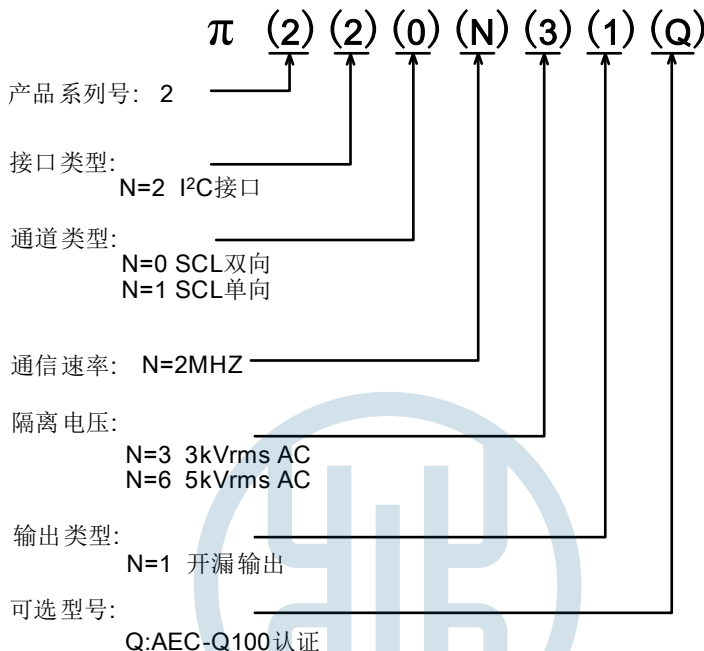 π (2) (2) (0) (N) (3) (1) (Q)
产品系列号: 2
接口类型:
N=2 I²C接口
通道类型:
N=0 SCL双向
N=1 SCL单向
通信速率: N=2MHZ
隔离电压:
N=3 3kVrms AC
N=6 5kVrms AC
输出类型:
N=1 开漏输出
可选型号:
Q:AEC-Q100认证